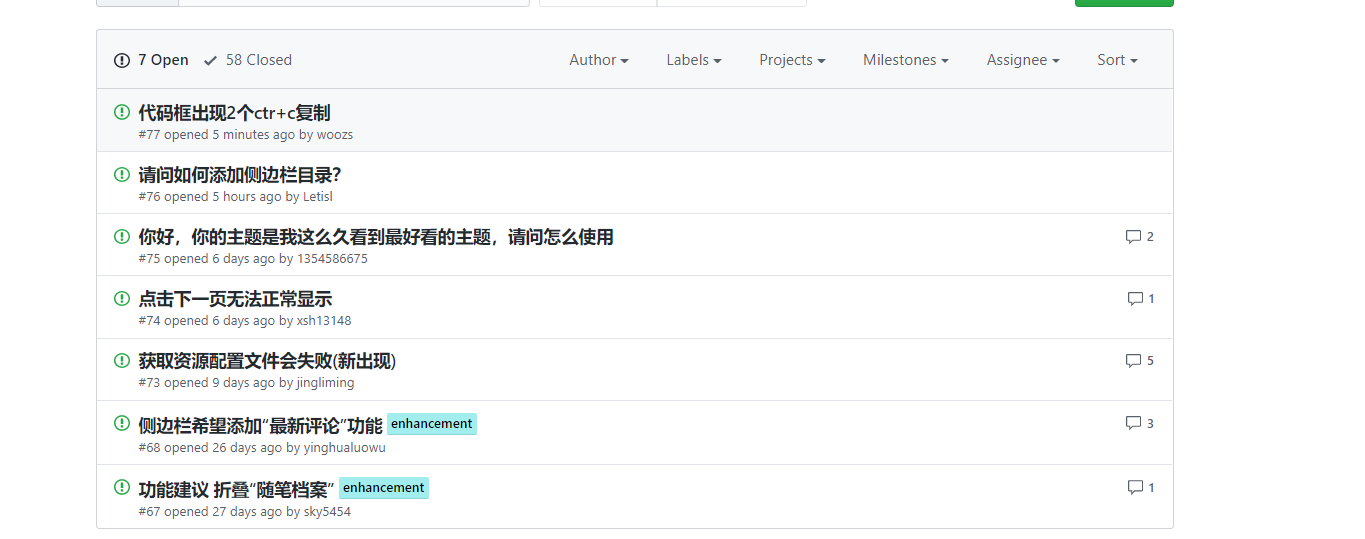 7 Open 58 Closed Author Labels Projects Milestones Assignee Sort
代码框出现2个ctr+c复制
#77 opened 5 minutes ago by woozs
请问如何添加侧边栏目录？
#76 opened 5 hours ago by Letisl
你好，你的主题是我这么久看到最好看的主题，请问怎么使用 2
#75 opened 6 days ago by 1354586675
点击下一页无法正常显示 1
#74 opened 6 days ago by xsh13148
获取资源配置文件会失败(新出现) 5
#73 opened 9 days ago by jingliming
侧边栏希望添加“最新评论”功能 enhancement 3
#68 opened 26 days ago by yinghualuowu
功能建议 折叠“随笔档案” enhancement 1
#67 opened 27 days ago by sky5454